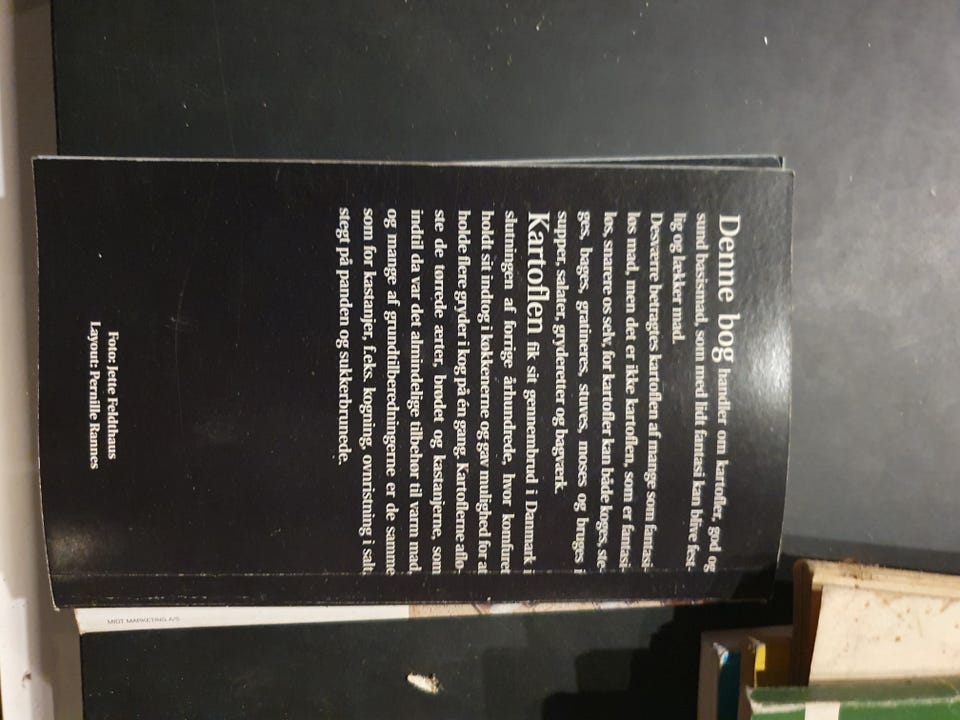 Denne bog handler om kartofler, god og
sund basismad, som med lidt fantasi kan blive fest-
lig og lækker mad.
Desværre betragtes kartoflen af mange som fantasi-
løs mad, men det er ikke kartoflen, som er fantasi-
løs, snarere os selv, for kartofler kan både koges, ste-
ges, bages, gratineres, stuves, moses og bruges i
supper, salater, gryderetter og bagværk.
Kartoflen fik sit gennembrud i Danmark i
slutningen af forrige århundrede, hvor komfuret
holdt sit indtog i køkkenerne og gav mulighed for at
holde flere gryder i kog på én gang. Kartoflerne aflø-
ste de tørrede ærter, brødet og kastanjerne, som
indtil da var det almindelige tilbehør til varm mad,
og mange af grundtilberedningerne er de samme
som for kastanjer, f.eks. kogning, ovnristning i salt,
stegt på panden og sukkerbrunede.
Foto: Jette Feldthaus
Layout: Pernille Ramnes
MIDT MARKETING A/S